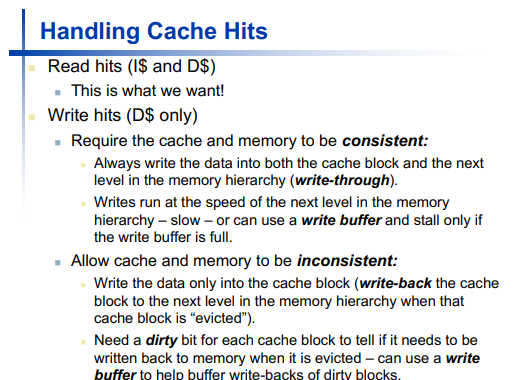 Handling Cache Hits
Read hits (I$ and D$)
This is what we want!
Write hits (D$ only)
Require the cache and memory to be consistent:
Always write the data into both the cache block and the next
level in the memory hierarchy (write-through).
Writes run at the speed of the next level in the memory
hierarchy – slow – or can use a write buffer and stall only if
the write buffer is full.
Allow cache and memory to be inconsistent:
Write the data only into the cache block (write-back the cache
block to the next level in the memory hierarchy when that
cache block is “evicted”).
Need a dirty bit for each cache block to tell if it needs to be
written back to memory when it is evicted – can use a write
buffer to help buffer write-backs of dirty blocks.